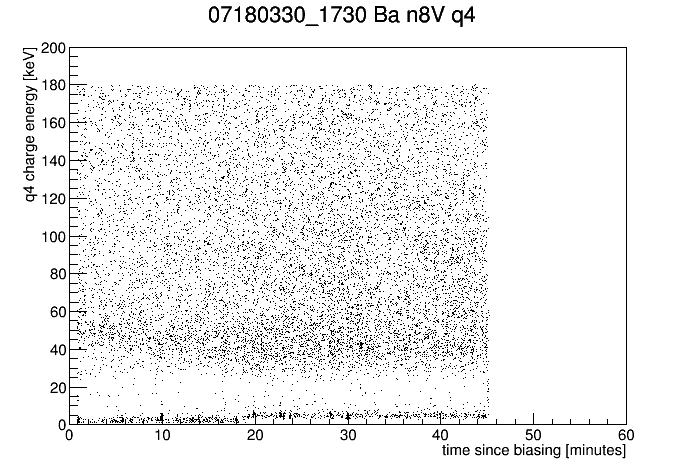 07180330_1730 Ba n8V q4
q4 charge energy [keV]
200
180
160
140
120
100
80
60
40
20
0
0 10 20 30 40 50 60
time since biasing [minutes]